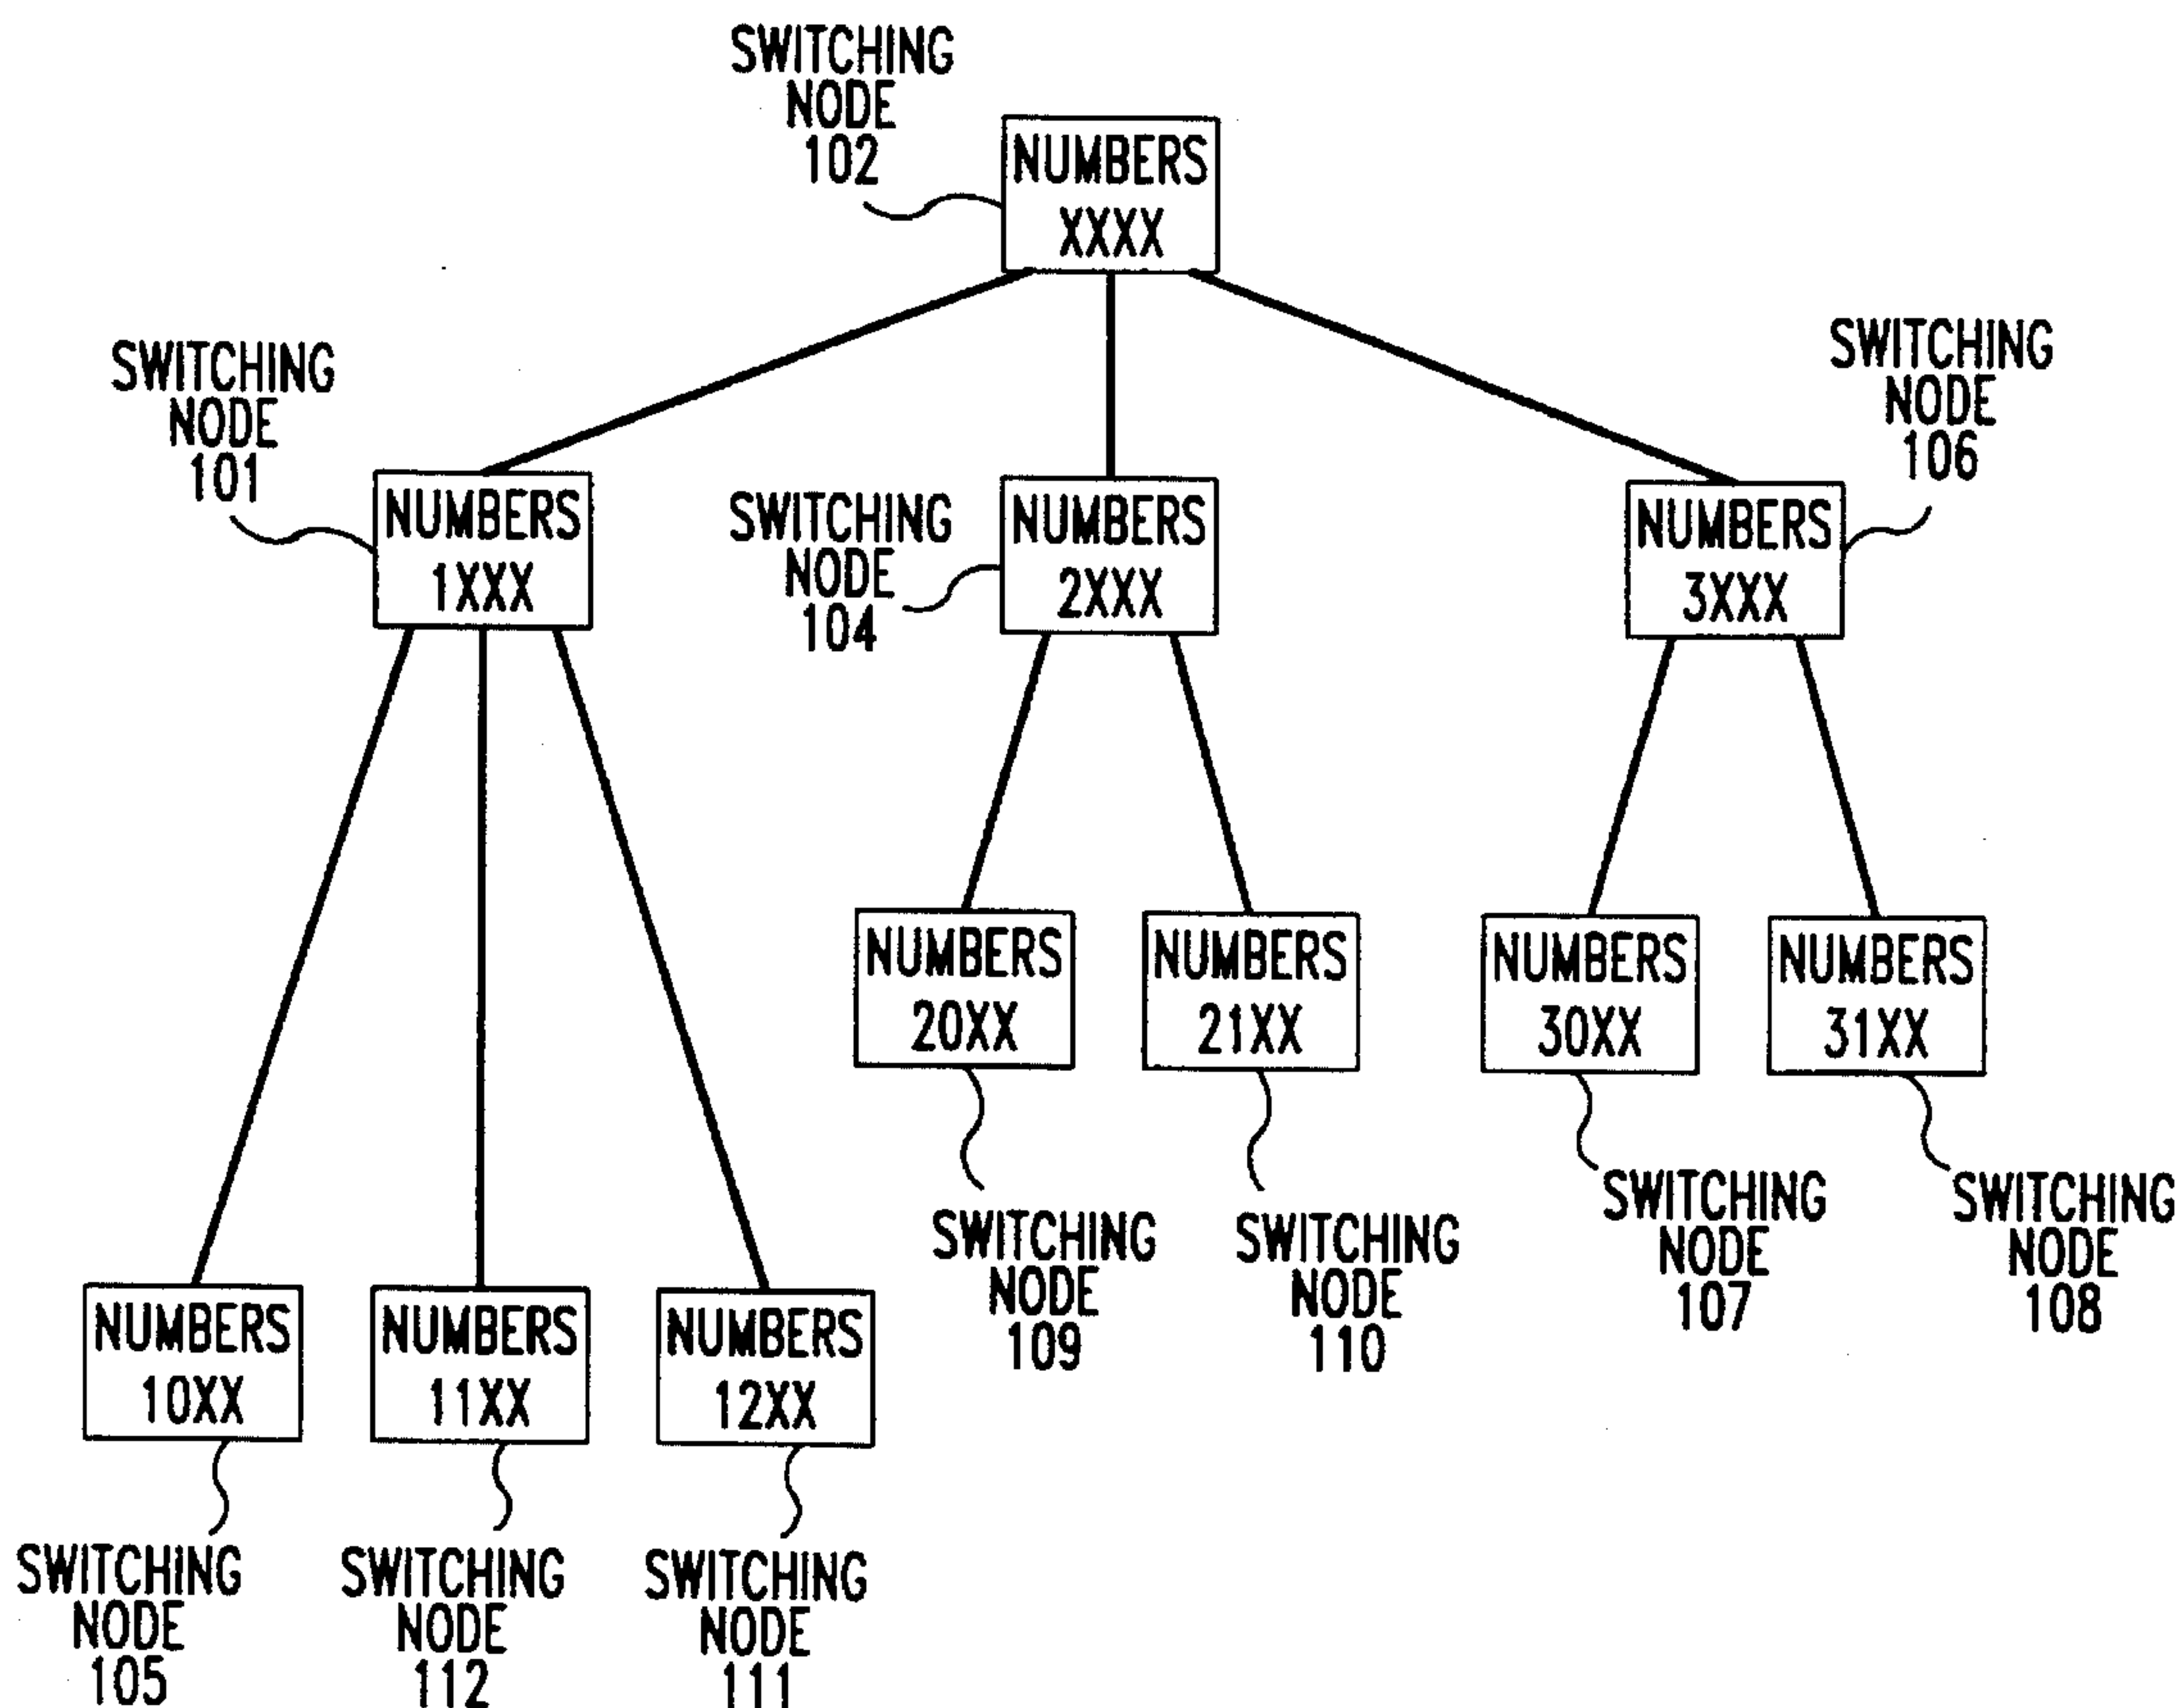 SWITCHING
NODE
102
NUMBERS
XXXX
SWITCHING
NODE
101
NUMBERS
1XXX
SWITCHING
NODE
104
NUMBERS
2XXX
SWITCHING
NODE
106
NUMBERS
3XXX
NUMBERS
20XX
NUMBERS
21XX
NUMBERS
30XX
NUMBERS
31XX
SWITCHING
NODE
109
SWITCHING
NODE
110
SWITCHING
NODE
107
SWITCHING
NODE
108
NUMBERS
10XX
NUMBERS
11XX
NUMBERS
12XX
SWITCHING
NODE
105
SWITCHING
NODE
112
SWITCHING
NODE
111